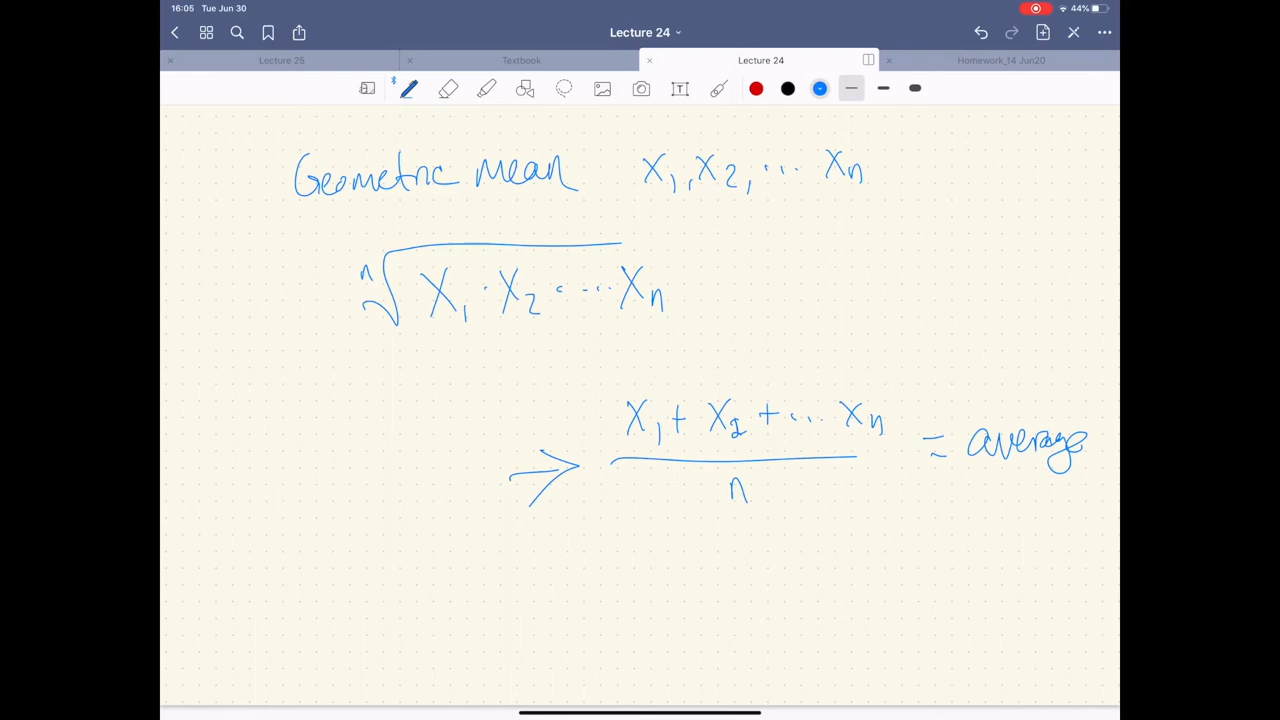 16:05 Tue Jun 30 44%
Lecture 24
Lecture 25 Textbook Lecture 24 Homework_14 Jun20
T
Geometric Mean X₁, X₂, ... Xn
ⁿ√X₁ · X₂ · ... Xn
X₁ + X₂ + ... Xn
= average
n